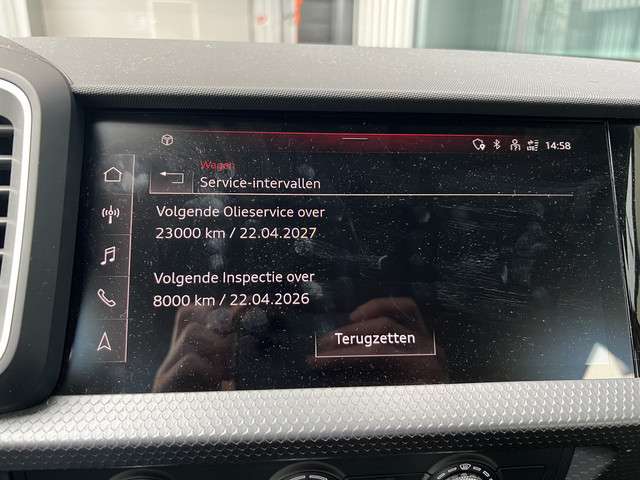 14:58
Wagen
Service-intervallen
Volgende Olieservice over
23000 km / 22.04.2027
Volgende Inspectie over
8000 km / 22.04.2026
Terugzetten